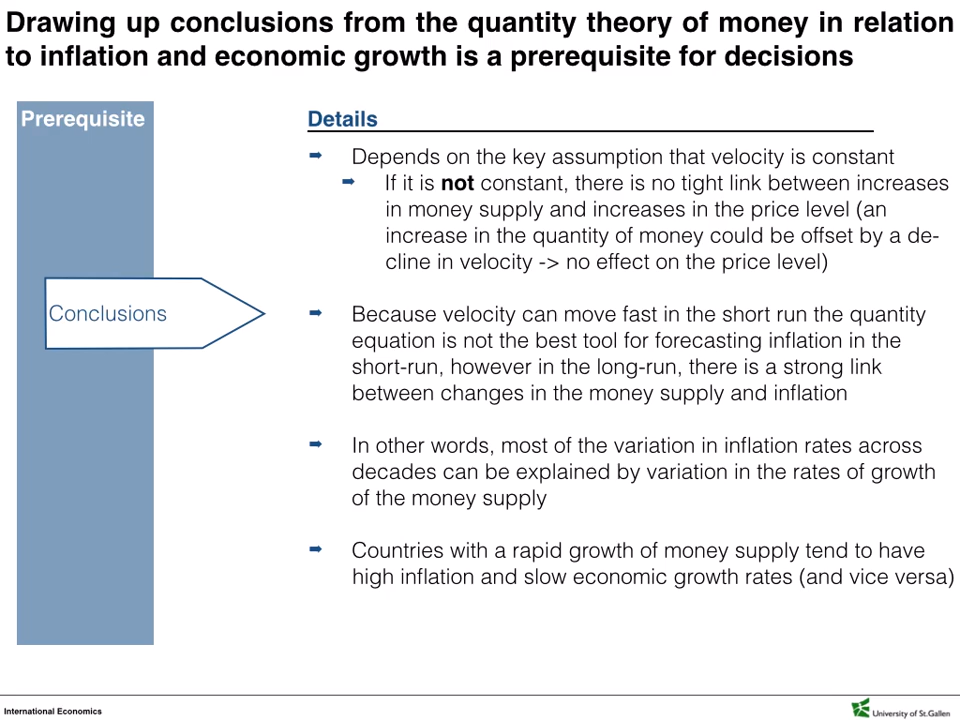 Drawing up conclusions from the quantity theory of money in relation
to inflation and economic growth is a prerequisite for decisions
Prerequisite
Conclusions
Details
➡ Depends on the key assumption that velocity is constant
➡ If it is not constant, there is no tight link between increases
in money supply and increases in the price level (an
increase in the quantity of money could be offset by a de-
cline in velocity -> no effect on the price level)
➡ Because velocity can move fast in the short run the quantity
equation is not the best tool for forecasting inflation in the
short-run, however in the long-run, there is a strong link
between changes in the money supply and inflation
➡ In other words, most of the variation in inflation rates across
decades can be explained by variation in the rates of growth
of the money supply
➡ Countries with a rapid growth of money supply tend to have
high inflation and slow economic growth rates (and vice versa)
International Economics
University of St.Gallen